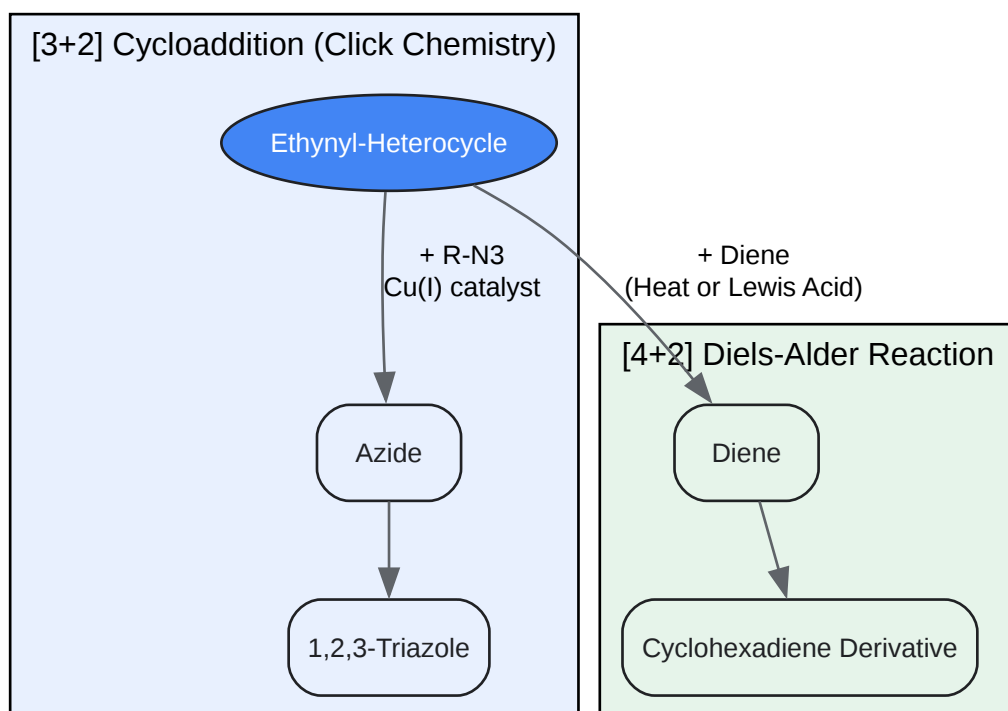 [3+2] Cycloaddition (Click Chemistry)
Ethynyl-Heterocycle
+ R-N3
Cu(I) catalyst
+ Diene
(Heat or Lewis Acid)
[4+2] Diels-Alder Reaction
Azide
Diene
1,2,3-Triazole
Cyclohexadiene Derivative